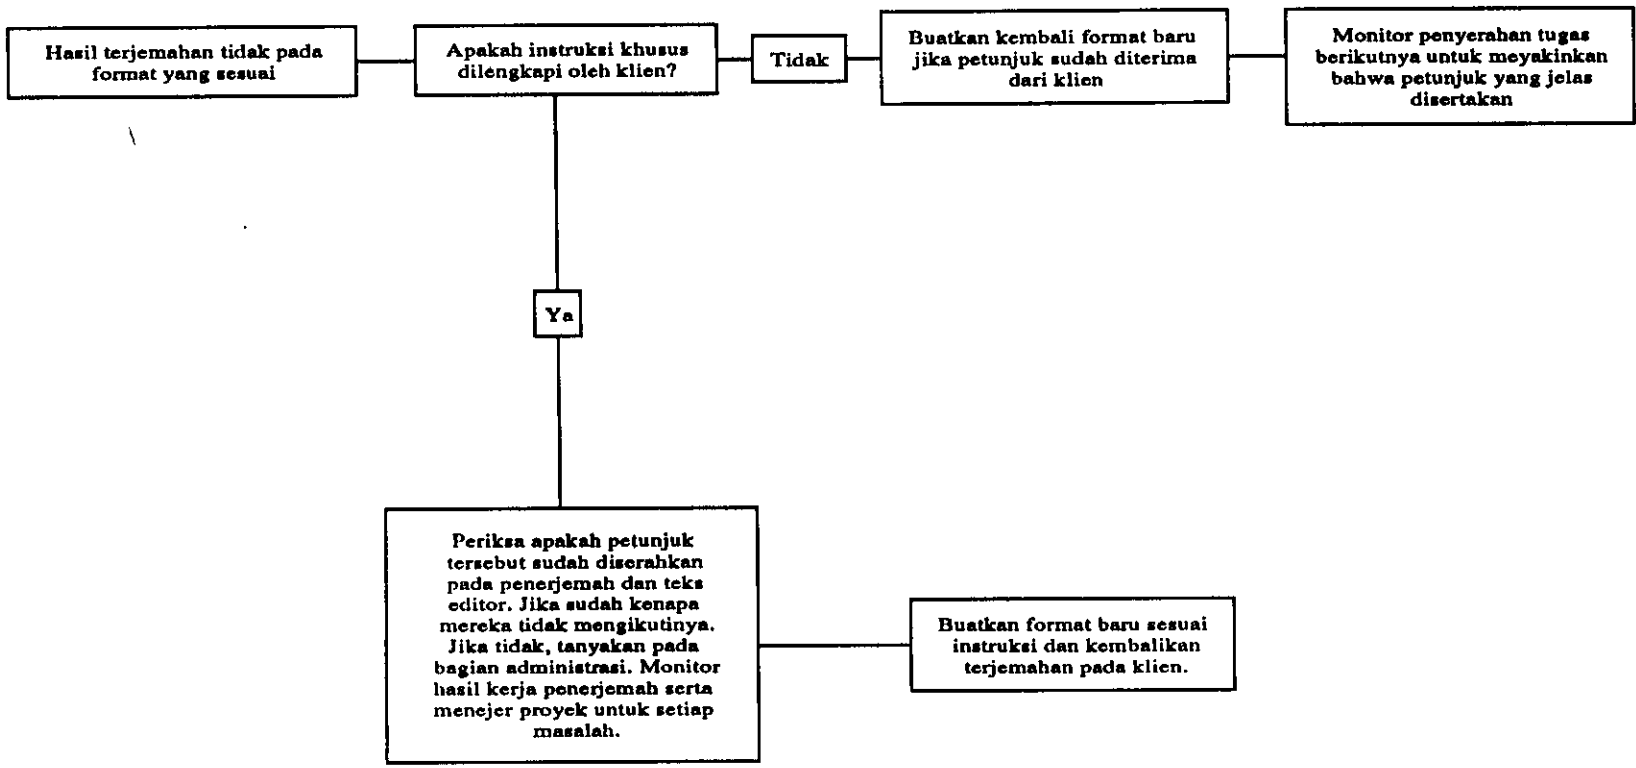 Hasil terjemahan tidak pada
format yang sesuai
Apakah instruksi khusus
dilengkapi oleh klien?
Tidak
Buatkan kembali format baru
jika petunjuk sudah diterima
dari klien
Monitor penyerahan tugas
berikutnya untuk meyakinkan
bahwa petunjuk yang jelas
disertakan
Ya
Periksa apakah petunjuk
tersebut sudah diserahkan
pada penerjemah dan teks
editor. Jika sudah kenapa
mereka tidak mengikutinya.
Jika tidak, tanyakan pada
bagian administrasi. Monitor
hasil kerja penerjemah serta
menejer proyek untuk setiap
masalah.
Buatkan format baru sesuai
instruksi dan kembalikan
terjemahan pada klien.